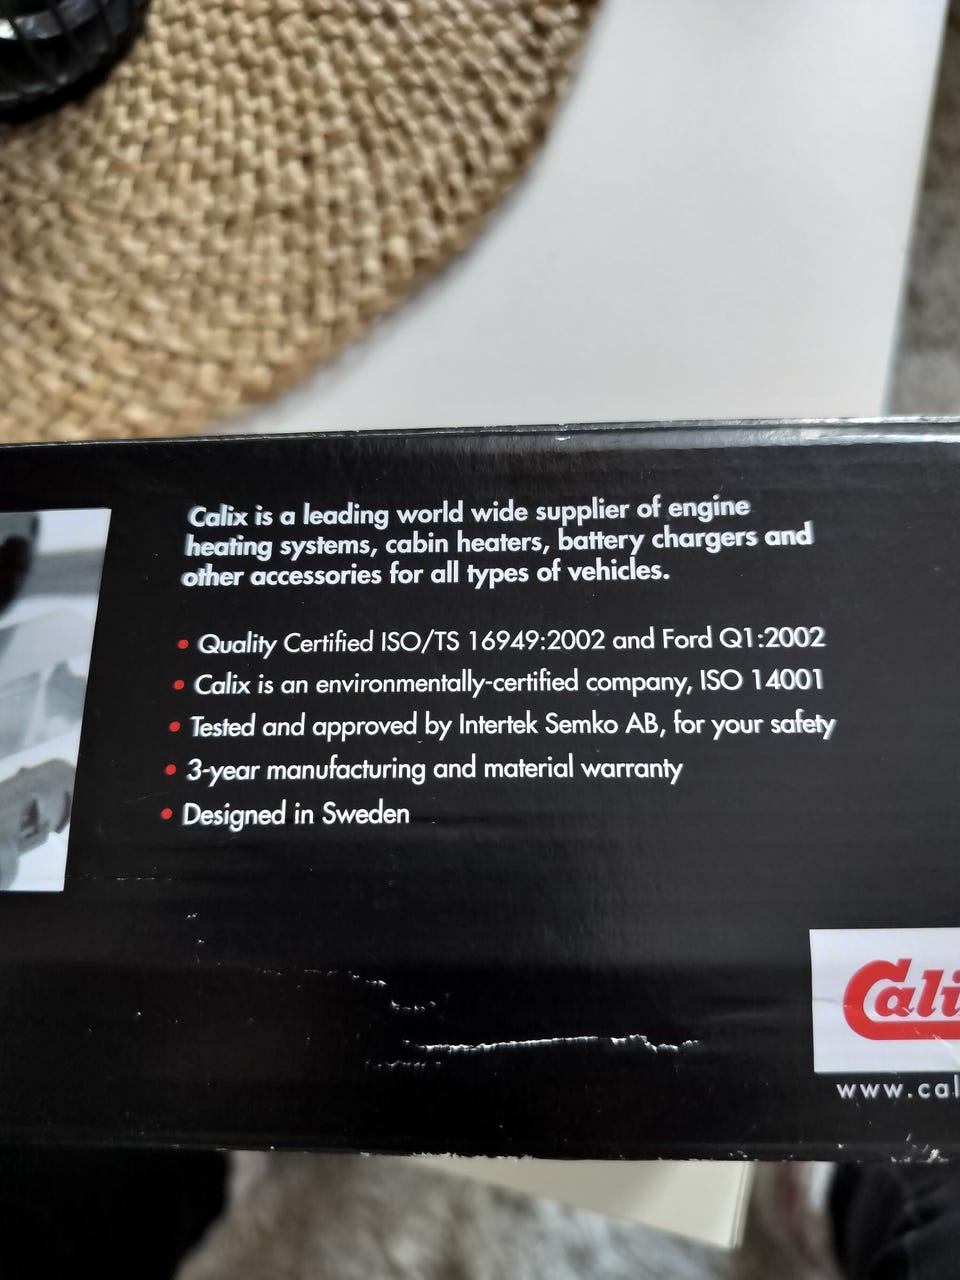 Calix is a leading world wide supplier of engine
heating systems, cabin heaters, battery chargers and
other accessories for all types of vehicles.
• Quality Certified ISO/TS 16949:2002 and Ford Q1:2002
• Calix is an environmentally-certified company, ISO 14001
• Tested and approved by Intertek Semko AB, for your safety
• 3-year manufacturing and material warranty
• Designed in Sweden
Cali
www.cal